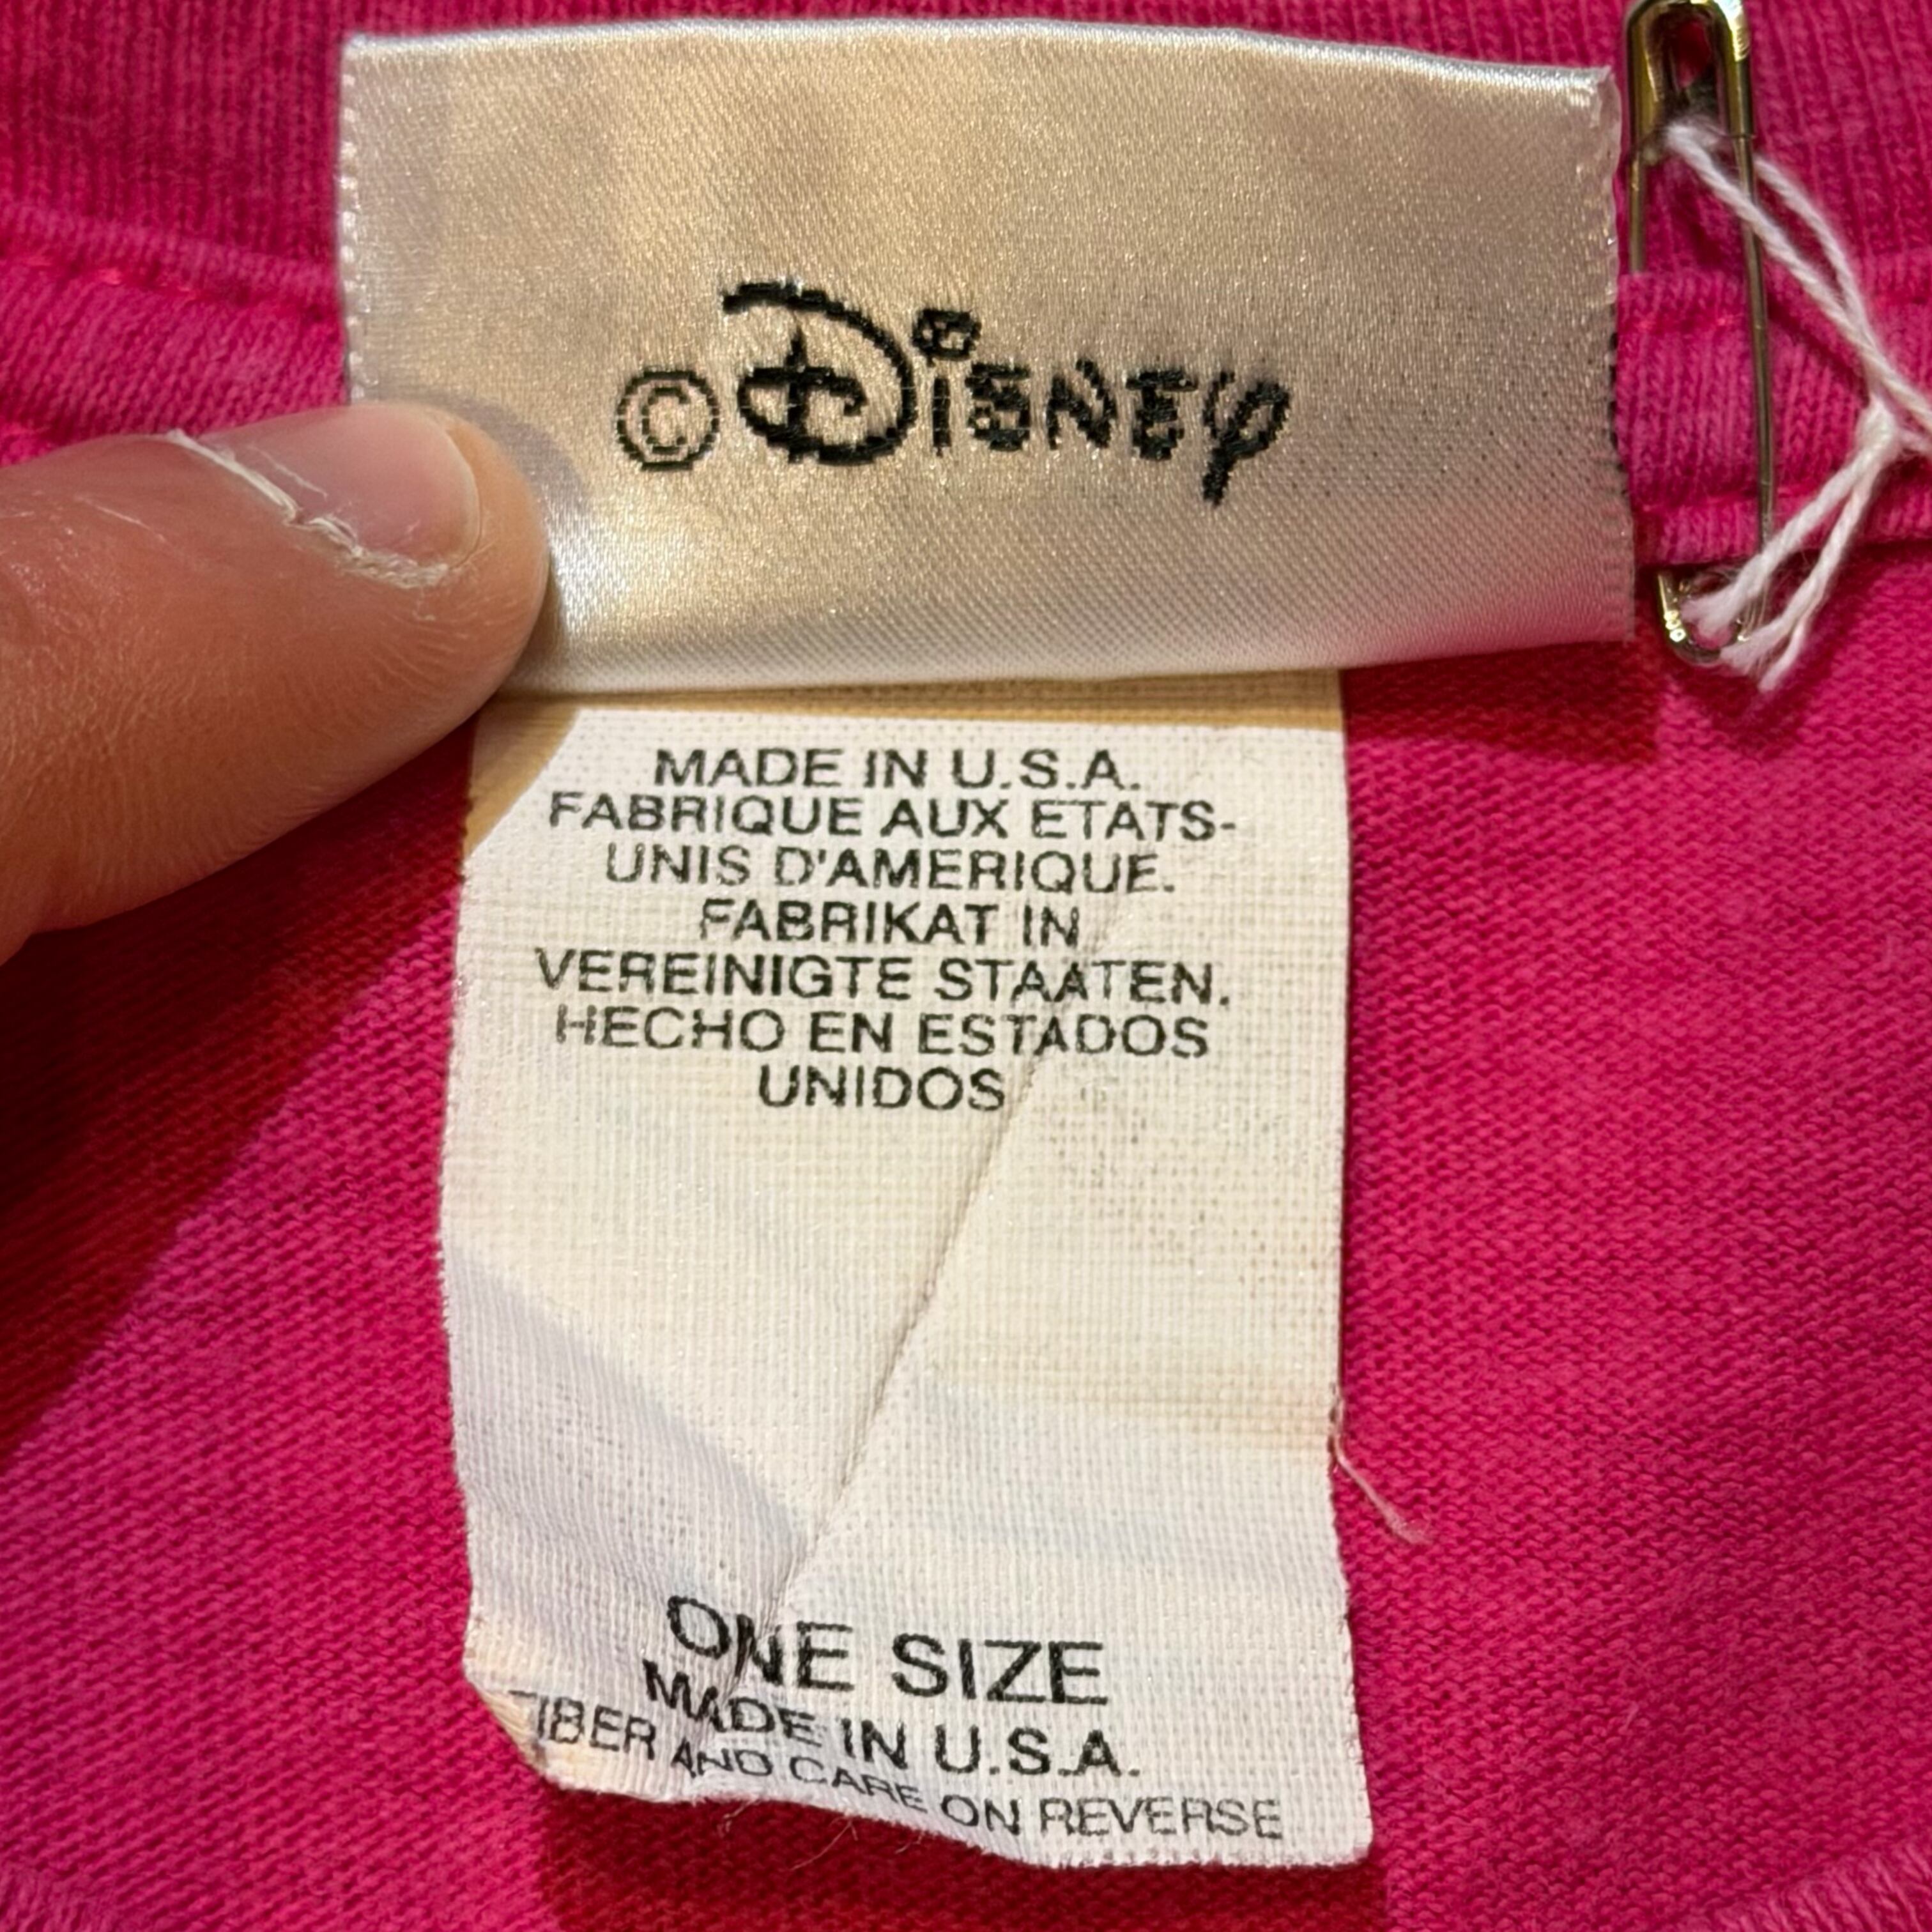 © Disney
MADE IN U.S.A.
FABRIQUE AUX ETATS-
UNIS D'AMERIQUE.
FABRIKAT IN
VEREINIGTE STAATEN.
HECHO EN ESTADOS
UNIDOS
ONE SIZE
MADE IN U.S.A.
FIBER AND CARE ON REVERSE